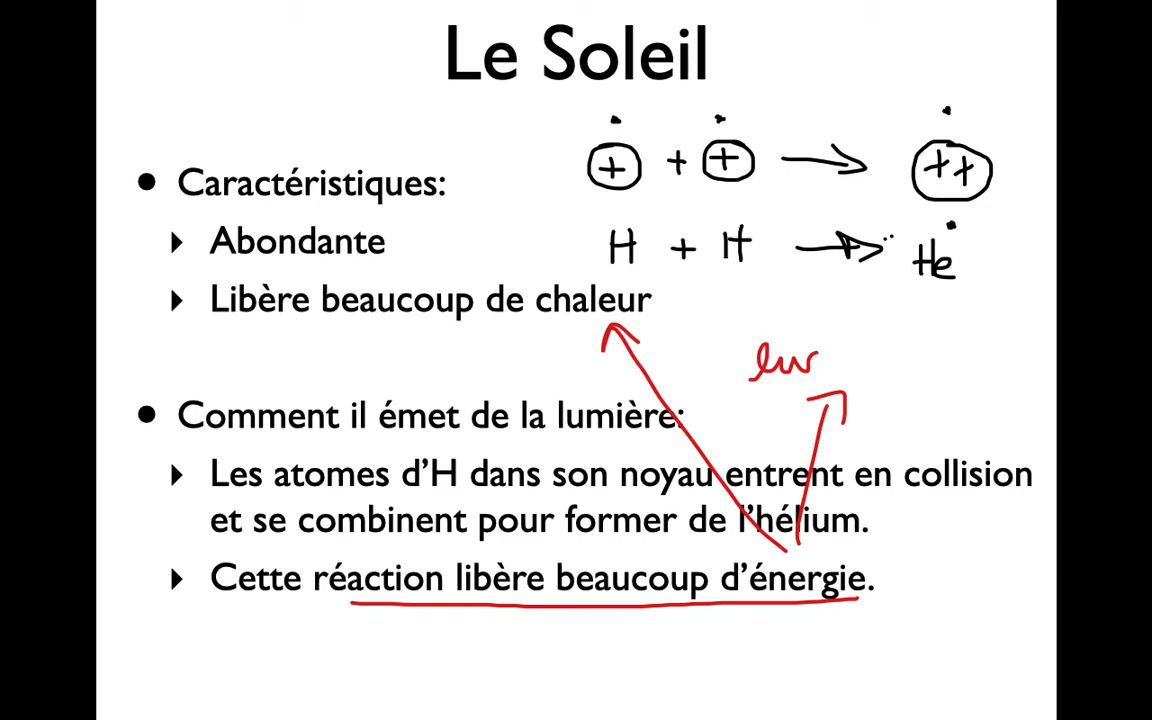 Le Soleil
+ + + → ++
• Caractéristiques:
‣ Abondante
H + H → He
‣ Libère beaucoup de chaleur
• Comment il émet de la lumière:
‣ Les atomes d’H dans son noyau entrent en collision
et se combinent pour former de l’hélium.
‣ Cette réaction libère beaucoup d’énergie.